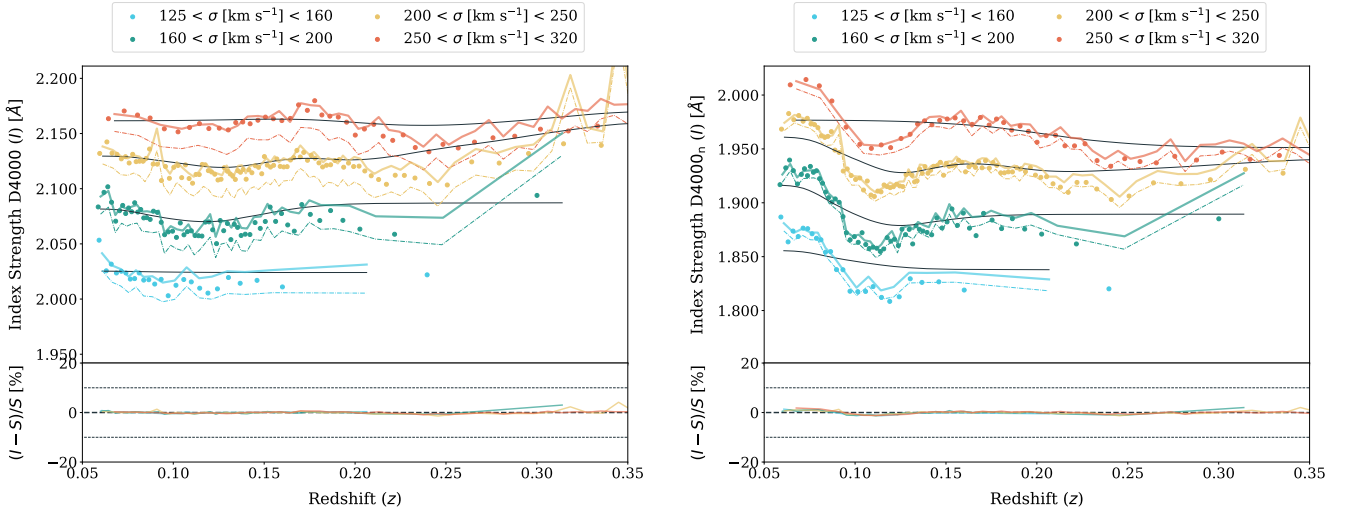 125 < σ [km s⁻¹] < 160
200 < σ [km s⁻¹] < 250
160 < σ [km s⁻¹] < 200
250 < σ [km s⁻¹] < 320
Index Strength D4000 (I) [Å]
2.200
2.150
2.100
2.050
2.000
1.950
(I − S)/S [%]
20
0
−20
0.05 0.10 0.15 0.20 0.25 0.30 0.35
Redshift (z)
125 < σ [km s⁻¹] < 160
200 < σ [km s⁻¹] < 250
160 < σ [km s⁻¹] < 200
250 < σ [km s⁻¹] < 320
Index Strength D4000ₙ (I) [Å]
2.000
1.950
1.900
1.850
1.800
(I − S)/S [%]
20
0
−20
0.05 0.10 0.15 0.20 0.25 0.30 0.35
Redshift (z)